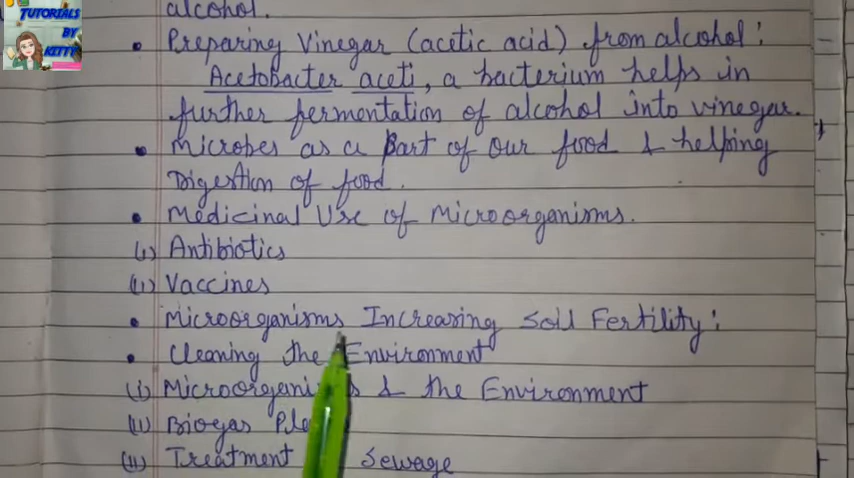 TUTORIALS
BY
KITTY
alcohol.
• Preparing Vinegar (acetic acid) from alcohol:
Acetobacter aceti, a bacterium helps in
further fermentation of alcohol into vinegar.
• Microbes as a Part of our food & helping
Digestion of food.
• Medicinal Use of Microorganisms.
(i) Antibiotics
(ii) Vaccines
• Microorganisms Increasing Soil Fertility:
• Cleaning the Environment
(i) Microorgani s & the Environment
(ii) Biogas Pla
(iii) Treatment Sewage